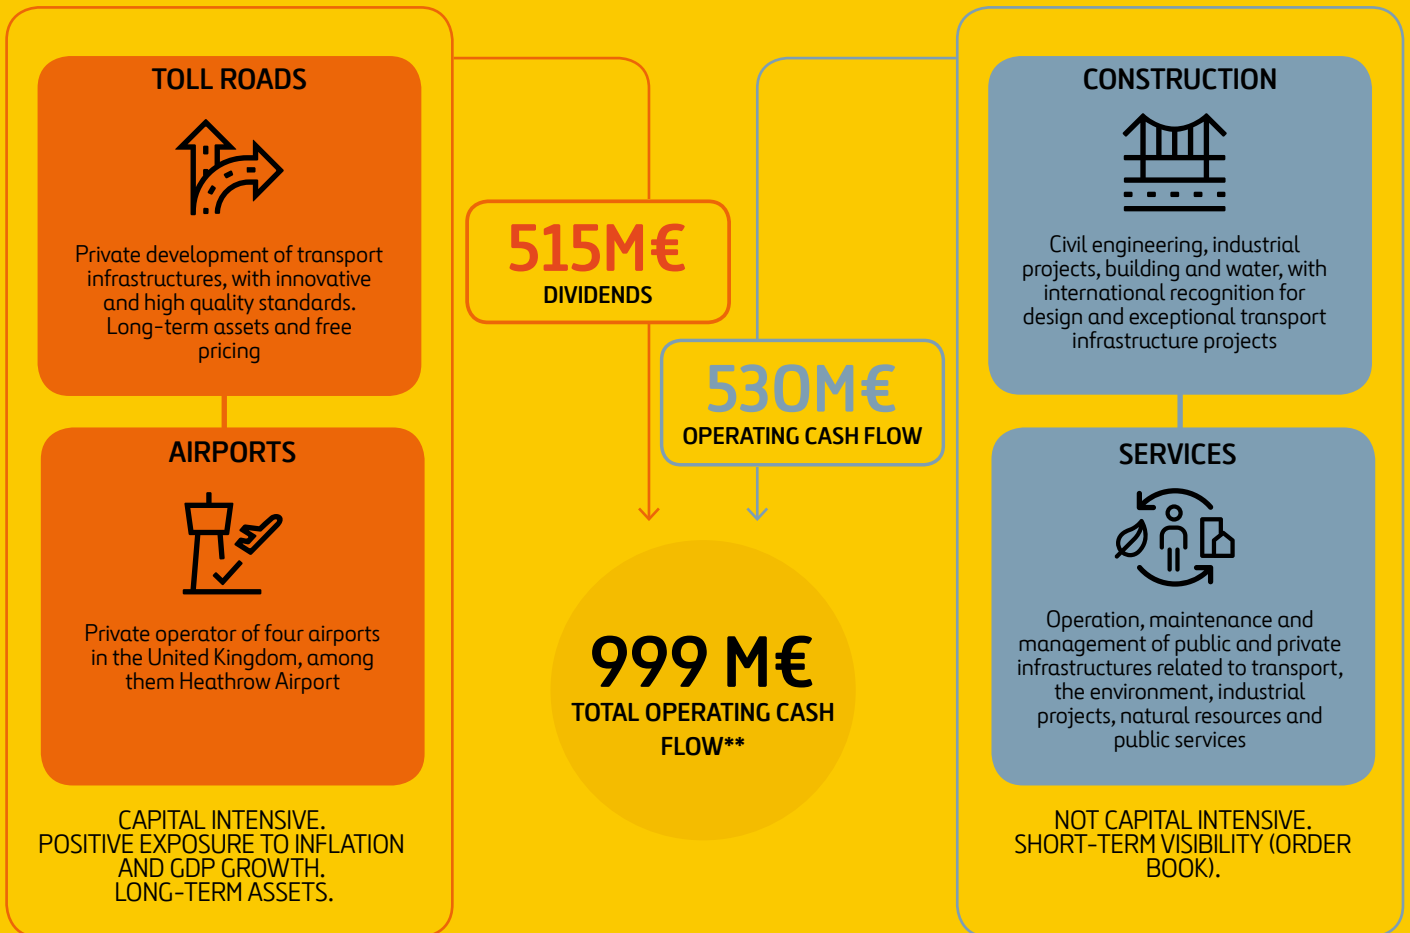 TOLL ROADS
Private development of transport
infrastructures, with innovative
and high quality standards.
Long-term assets and free
pricing
AIRPORTS
Private operator of four airports
in the United Kingdom, among
them Heathrow Airport
CAPITAL INTENSIVE.
POSITIVE EXPOSURE TO INFLATION
AND GDP GROWTH.
LONG-TERM ASSETS.
515M€
DIVIDENDS
530M€
OPERATING CASH FLOW
999 M€
TOTAL OPERATING CASH
FLOW**
CONSTRUCTION
Civil engineering, industrial
projects, building and water, with
international recognition for
design and exceptional transport
infrastructure projects
SERVICES
Operation, maintenance and
management of public and private
infrastructures related to transport,
the environment, industrial
projects, natural resources and
public services
NOT CAPITAL INTENSIVE.
SHORT-TERM VISIBILITY (ORDER
BOOK).